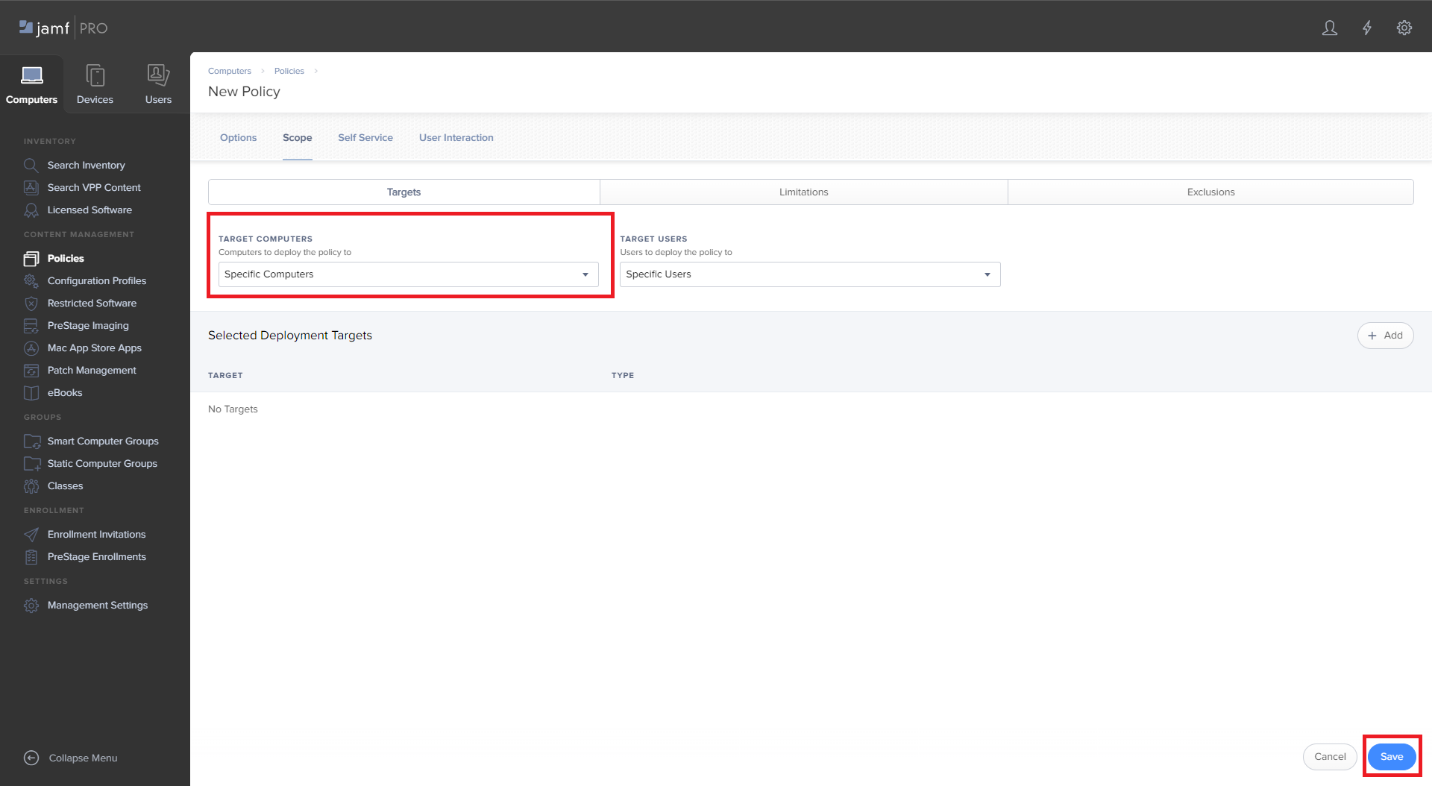 jamf PRO
Computers
Devices
Users
INVENTORY
Search Inventory
Search VPP Content
Licensed Software
CONTENT MANAGEMENT
Policies
Configuration Profiles
Restricted Software
PreStage Imaging
Mac App Store Apps
Patch Management
eBooks
GROUPS
Smart Computer Groups
Static Computer Groups
Classes
ENROLLMENT
Enrollment Invitations
PreStage Enrollments
SETTINGS
Management Settings
Collapse Menu
Computers > Policies >
New Policy
Options Scope Self Service User Interaction
Targets Limitations Exclusions
TARGET COMPUTERS
Computers to deploy the policy to
Specific Computers
TARGET USERS
Users to deploy the policy to
Specific Users
Selected Deployment Targets
+ Add
TARGET TYPE
No Targets
Cancel Save